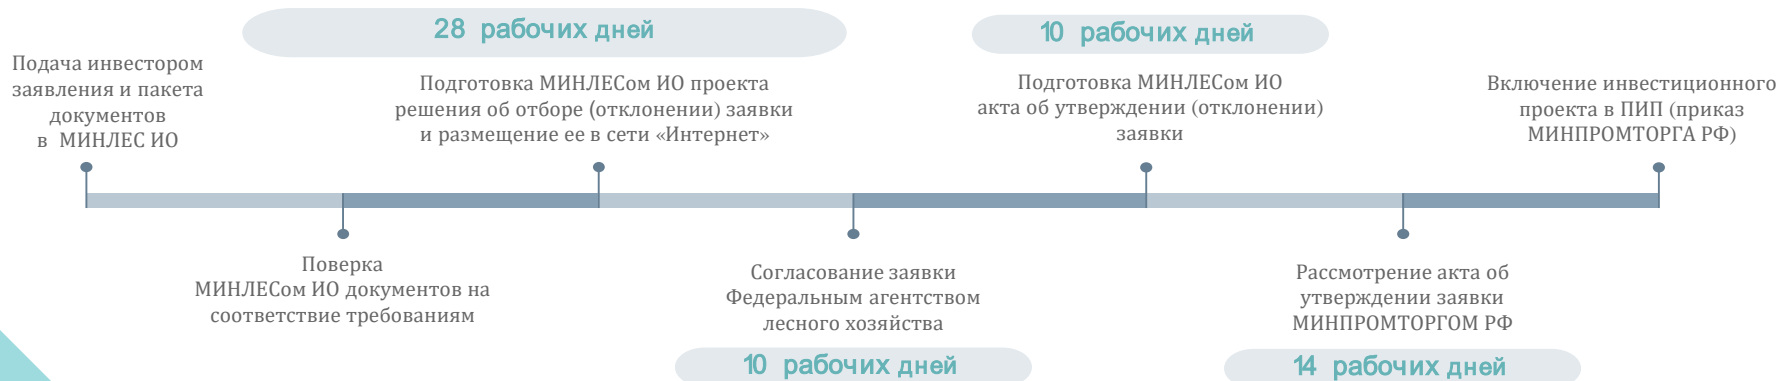 28 рабочих дней
10 рабочих дней
Подача инвестором
заявления и пакета
документов
в МИНЛЕС ИО
Подготовка МИНЛЕСом ИО проекта
решения об отборе (отклонении) заявки
и размещение ее в сети «Интернет»
Подготовка МИНЛЕСом ИО
акта об утверждении (отклонении)
заявки
Включение инвестиционного
проекта в ПИП (приказ
МИНПРОМТОРГА РФ)
Поверка
МИНЛЕСом ИО документов на
соответствие требованиям
Согласование заявки
Федеральным агентством
лесного хозяйства
Рассмотрение акта об
утверждении заявки
МИНПРОМТОРГОМ РФ
10 рабочих дней
14 рабочих дней